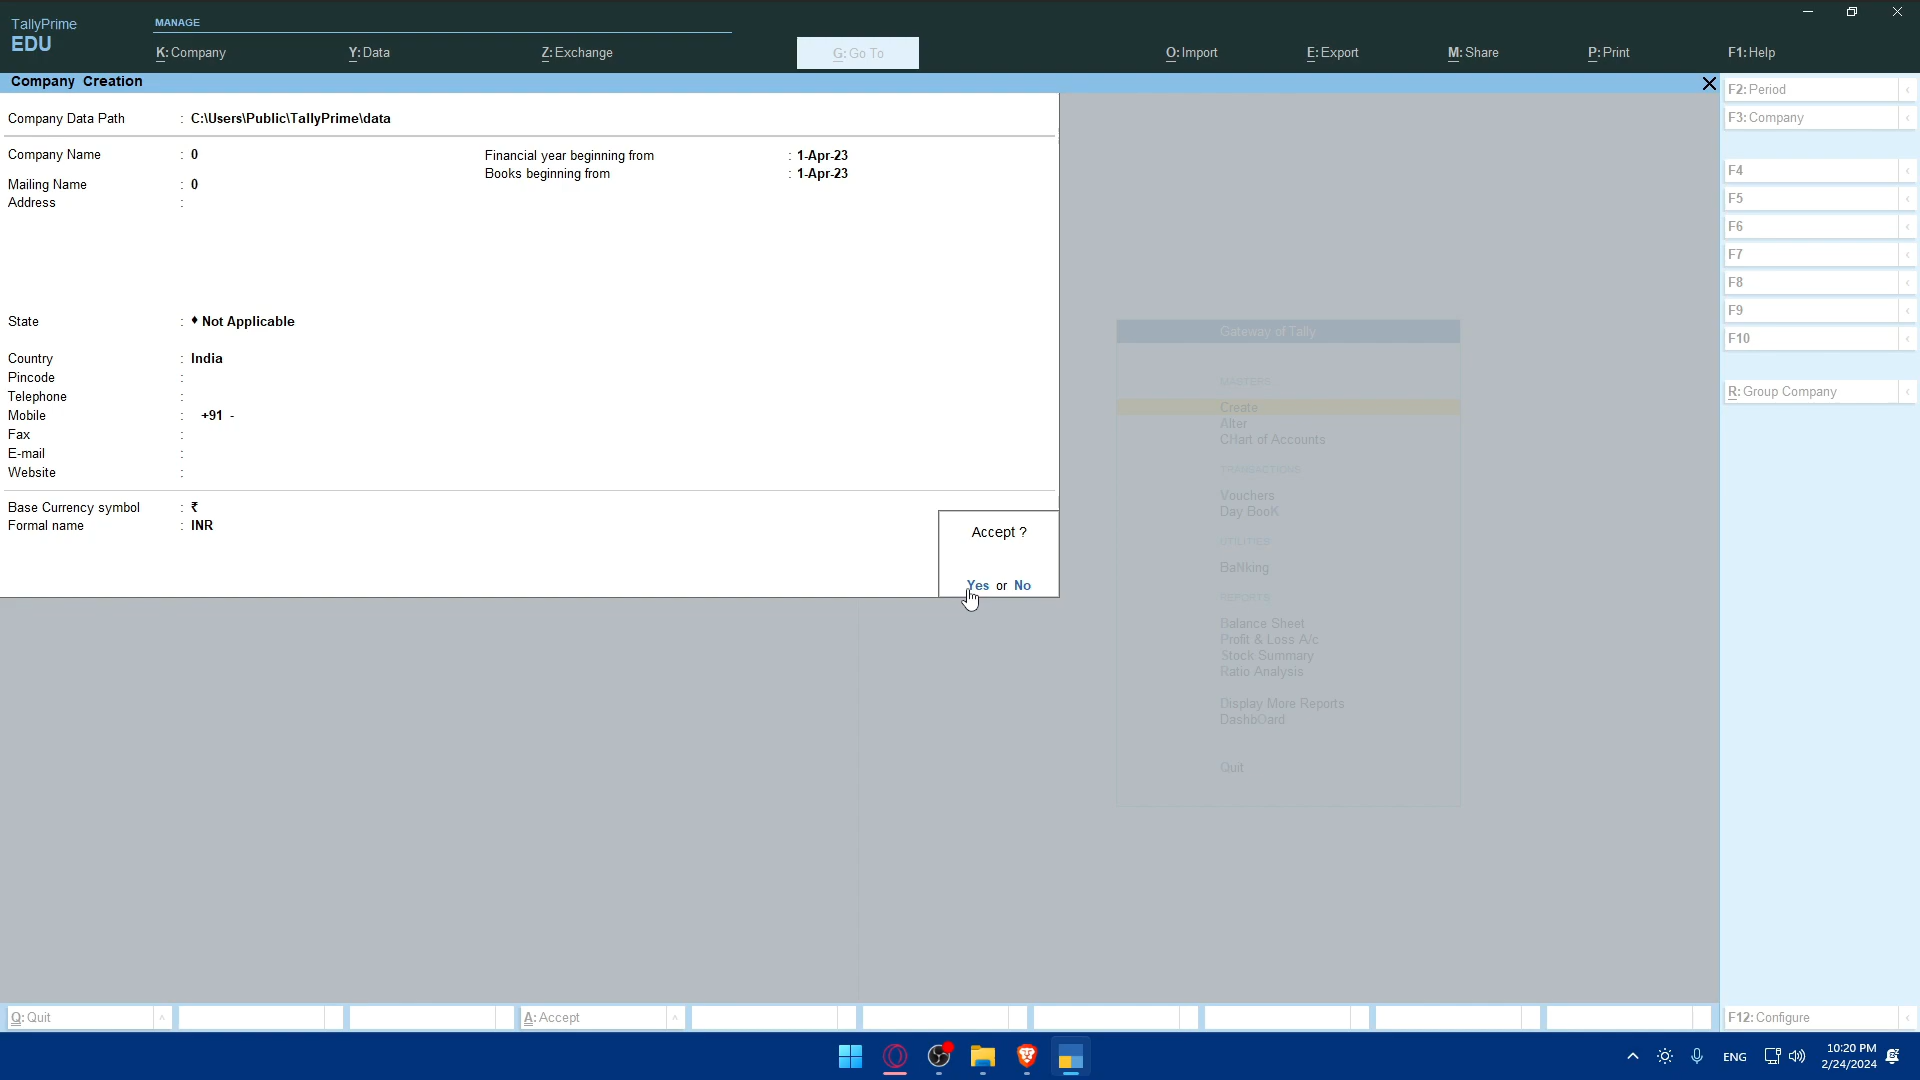 TallyPrime
EDU
MANAGE
K: Company
Y: Data
Z: Exchange
G: Go To
O: Import
E: Export
M: Share
P: Print
F1: Help
Company Creation
F2: Period
F3: Company
F4
F5
F6
F7
F8
F9
F10
R: Group Company
F12: Configure
Company Data Path : C:\Users\Public\TallyPrime\data
Company Name : 0
Financial year beginning from : 1-Apr-23
Books beginning from : 1-Apr-23
Mailing Name : 0
Address :
State : ♦ Not Applicable
Country : India
Pincode :
Telephone :
Mobile : +91 -
Fax :
E-mail :
Website :
Base Currency symbol : ₹
Formal name : INR
Accept ?
Yes or No
Gateway of Tally
MASTERS
Create
Alter
CHart of Accounts
TRANSACTIONS
Vouchers
Day BooK
UTILITIES
BaNking
REPORTS
Balance Sheet
Profit & Loss A/c
Stock Summary
Ratio Analysis
Display More Reports
DashbOard
Quit
Q: Quit
A: Accept
ENG
10:20 PM
2/24/2024